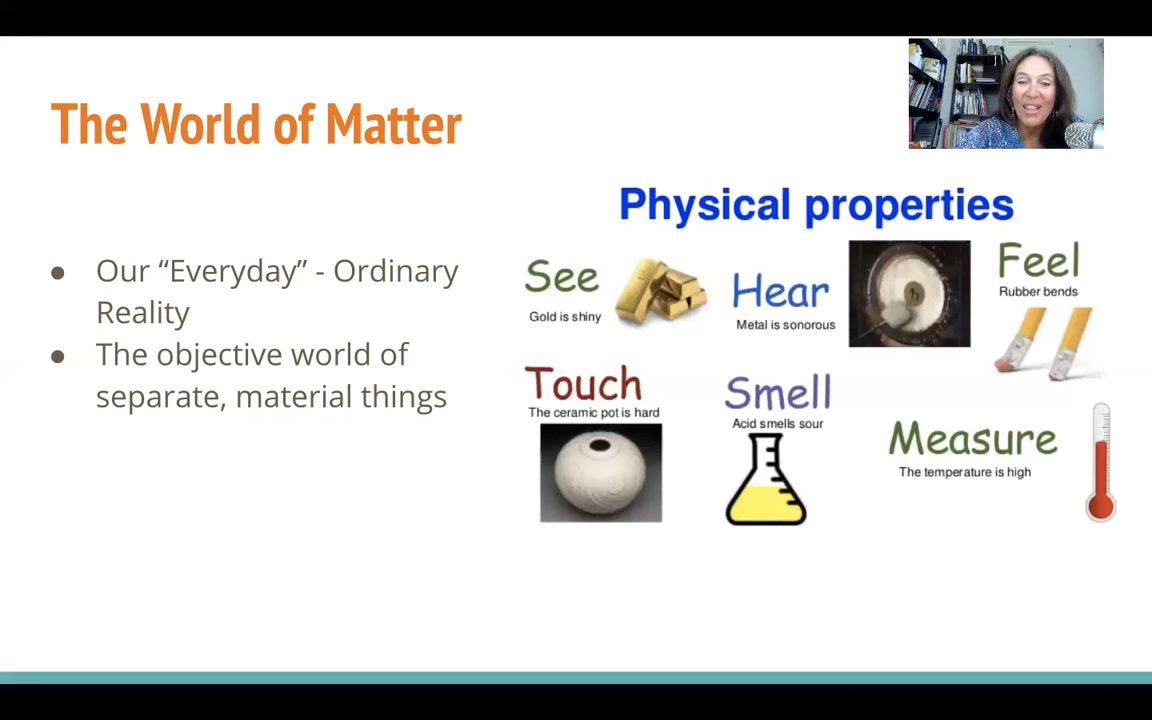 The World of Matter
● Our “Everyday” - Ordinary
Reality
● The objective world of
separate, material things
Physical properties
See
Gold is shiny
Hear
Metal is sonorous
Feel
Rubber bends
Touch
The ceramic pot is hard
Smell
Acid smells sour
Measure
The temperature is high